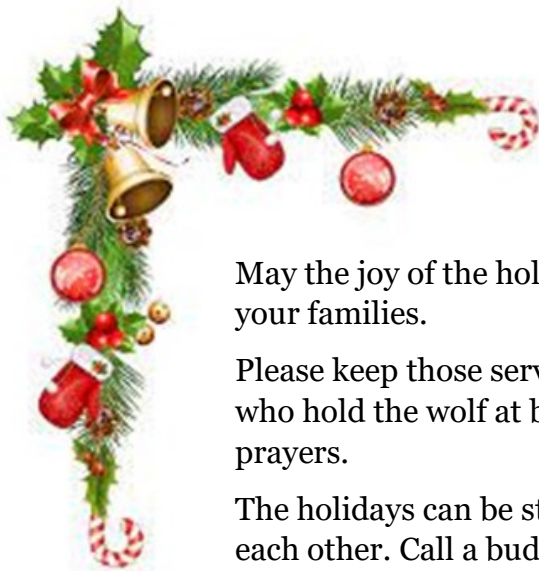 May the joy of the hol
your families.
Please keep those serv
who hold the wolf at b
prayers.
The holidays can be st
each other. Call a bud